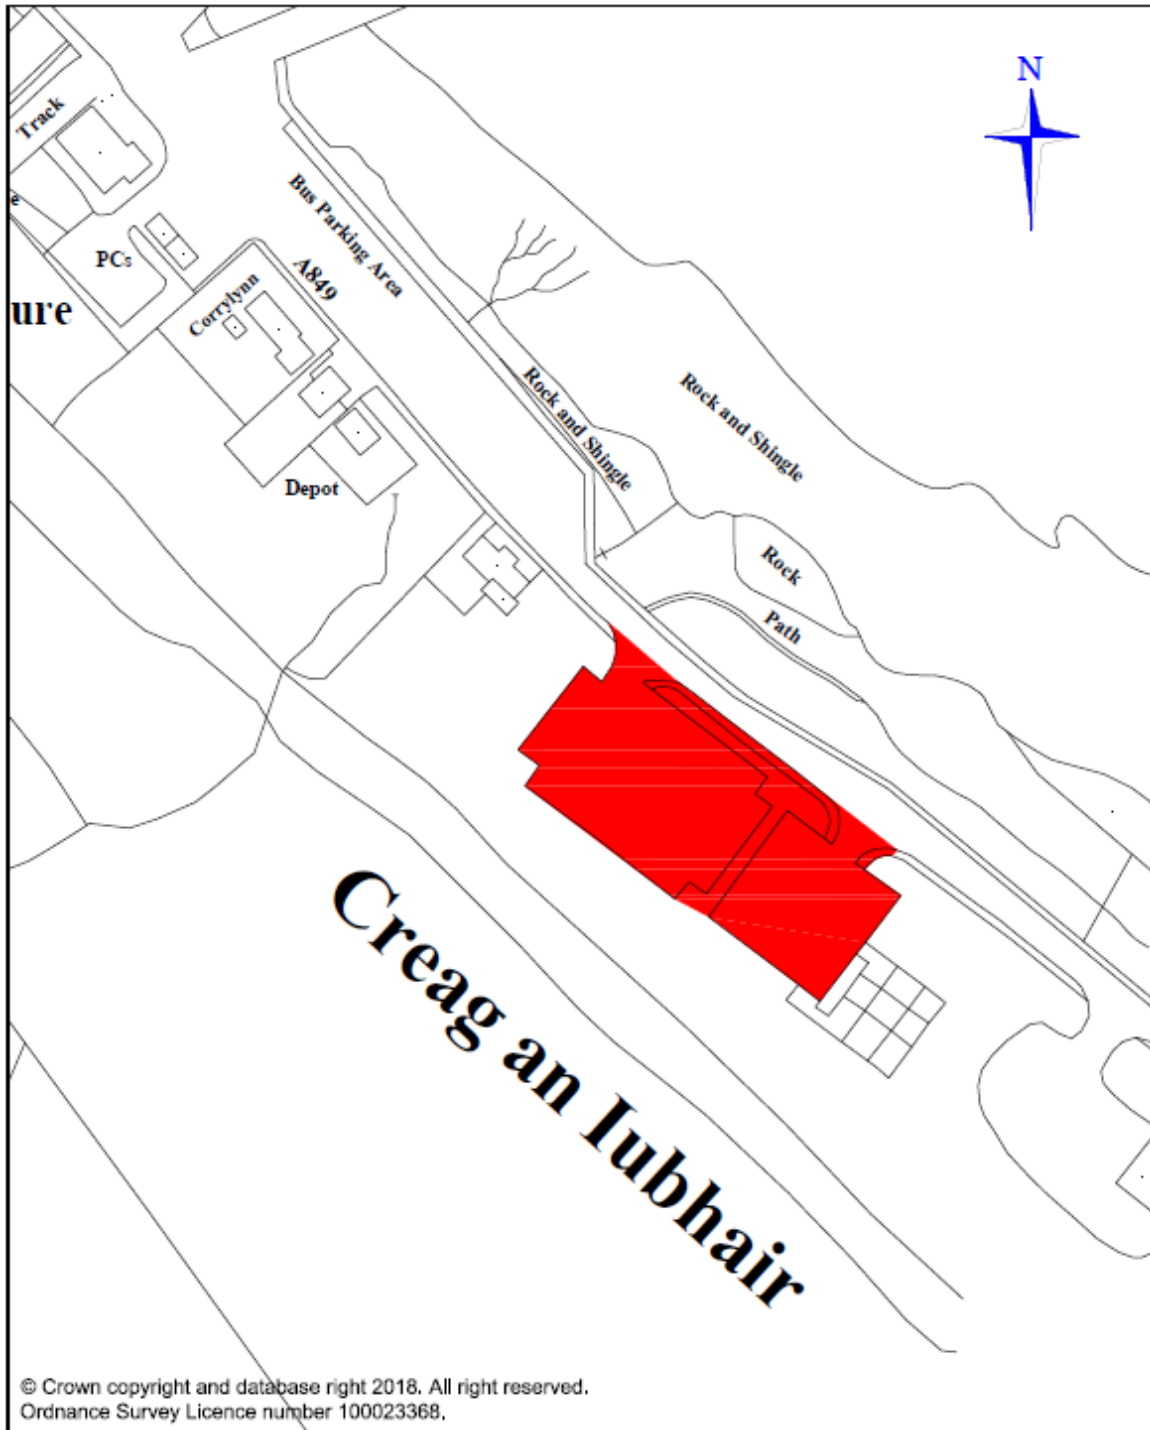 N
Track
Bus Parking Area
e
PCs
A849
ure
Corrylynn
Rock and Shingle
Rock and Shingle
Depot
Rock
Path
Creag an Iubhair
© Crown copyright and database right 2018. All right reserved.
Ordnance Survey Licence number 100023368.